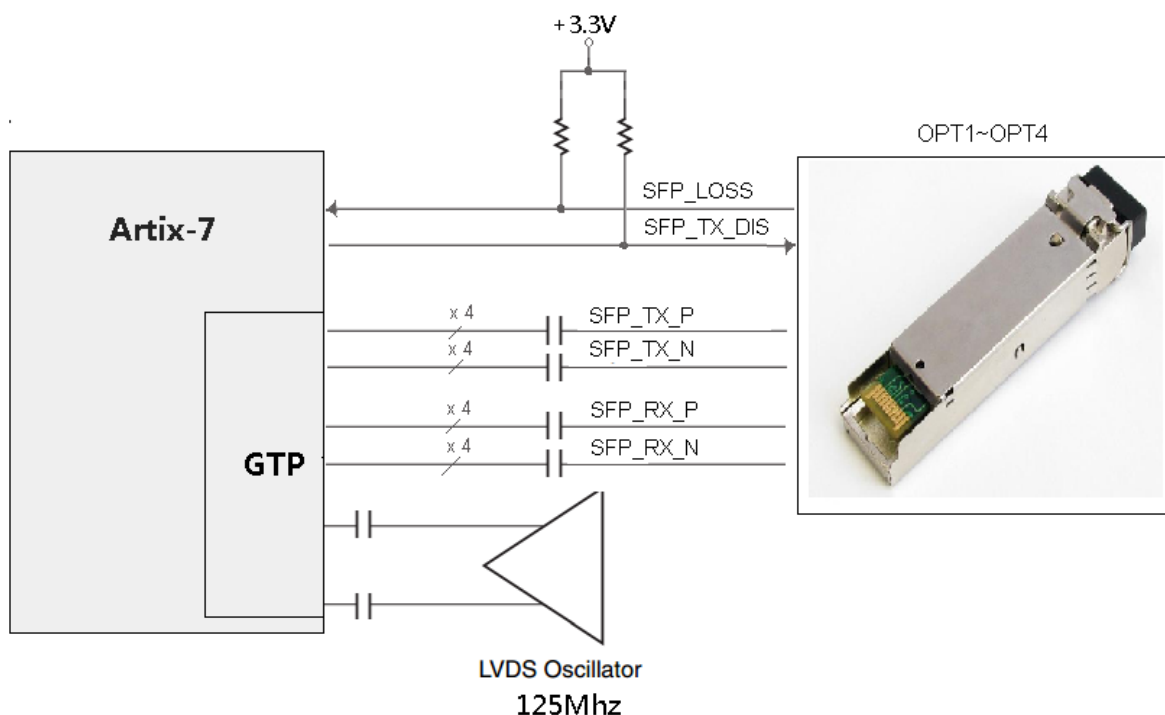 +3.3V
OPT1~OPT4
SFP_LOSS
Artix-7
SFP_TX_DIS
x 4
SFP_TX_P
x 4
SFP_TX_N
x 4
SFP_RX_P
x 4
SFP_RX_N
GTP
LVDS Oscillator
125Mhz